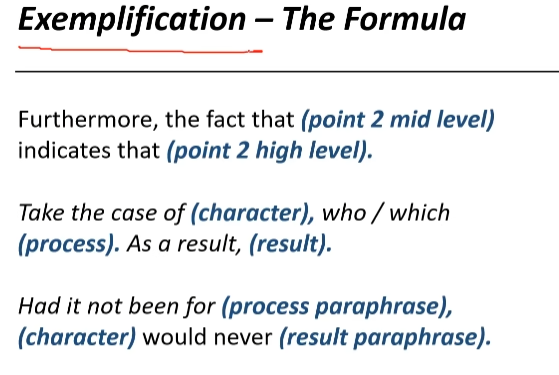 Exemplification – The Formula
Furthermore, the fact that (point 2 mid level)
indicates that (point 2 high level).
Take the case of (character), who / which
(process). As a result, (result).
Had it not been for (process paraphrase),
(character) would never (result paraphrase).